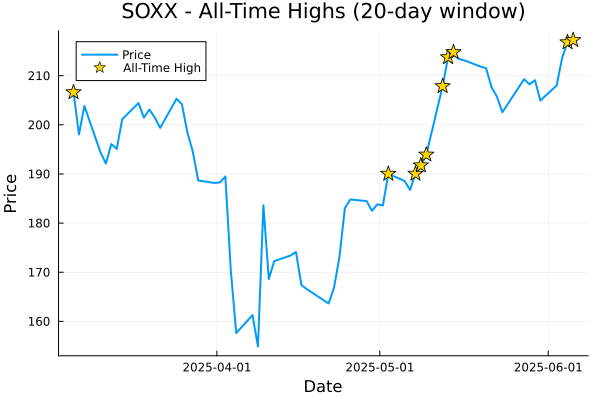 SOXX - All-Time Highs (20-day window)
Price
All-Time High
210
200
190
180
170
160
Price
2025-04-01
2025-05-01
2025-06-01
Date